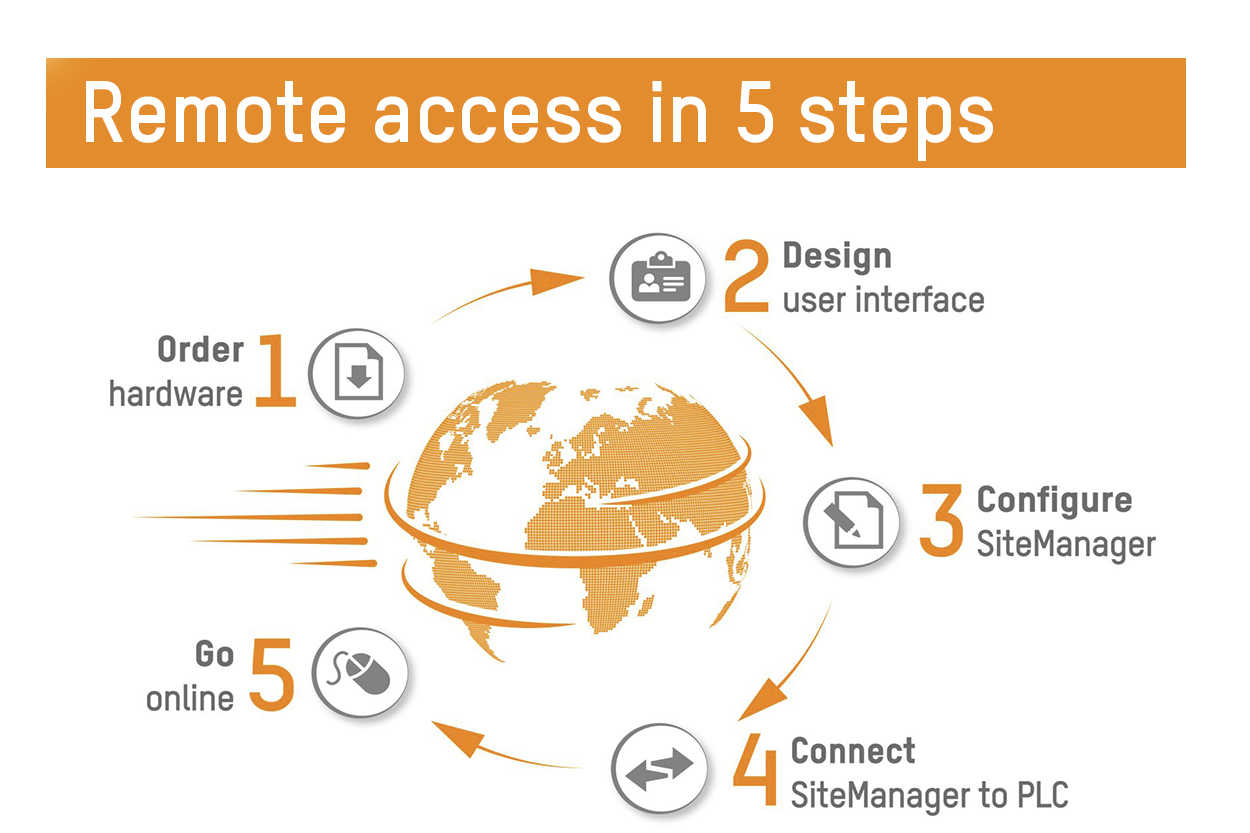 Remote access in 5 steps
Order
hardware
1
2
Design
user interface
3
Configure
SiteManager
4
Connect
SiteManager to PLC
Go
online
5